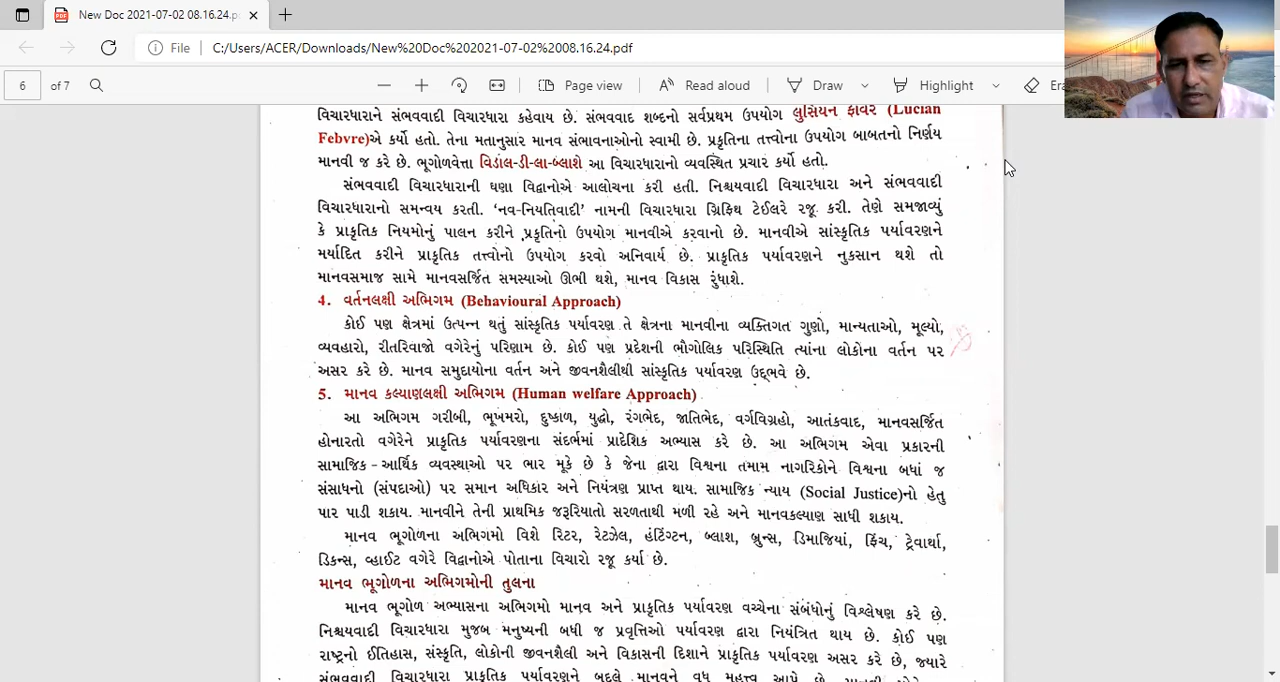 New Doc 2021-07-02 08.16.24.p
File C:/Users/ACER/Downloads/New%20Doc%202021-07-02%2008.16.24.pdf
6 of 7 Page view Read aloud Draw Highlight Era
વિચારધારાને સંભવવાદી વિચારધારા કહેવાય છે. સંભવવાદ શબ્દનો સર્વપ્રથમ ઉપયોગ લુસિયન ફાવર (Lucian
Febvre)એ કર્યો હતો. તેના મતાનુસાર માનવ સંભાવનાઓનો સ્વામી છે. પ્રકૃતિના તત્ત્વોના ઉપયોગ બાબતનો નિર્ણય
માનવી જ કરે છે. ભૂગોળવેત્તા વિડાલ-ડી-લા-બ્લાશે આ વિચારધારાનો વ્યવસ્થિત પ્રચાર કર્યો હતો.
સંભવવાદી વિચારધારાની ઘણા વિદ્વાનોએ આલોચના કરી હતી. નિશ્ચયવાદી વિચારધારા અને સંભવવાદી
વિચારધારાનો સમન્વય કરતી. 'નવ-નિયતિવાદી' નામની વિચારધારા ગ્રિફિથ ટેઈલરે રજૂ કરી. તેણે સમજાવ્યું
કે પ્રાકૃતિક નિયમોનું પાલન કરીને પ્રકૃતિનો ઉપયોગ માનવીએ કરવાનો છે. માનવીએ સાંસ્કૃતિક પર્યાવરણને
મર્યાદિત કરીને પ્રાકૃતિક તત્ત્વોનો ઉપયોગ કરવો અનિવાર્ય છે. પ્રાકૃતિક પર્યાવરણને નુકસાન થશે તો
માનવસમાજ સામે માનવસર્જિત સમસ્યાઓ ઊભી થશે, માનવ વિકાસ રુંધાશે.
4. વર્તનલક્ષી અભિગમ (Behavioural Approach)
કોઈ પણ ક્ષેત્રમાં ઉત્પન્ન થતું સાંસ્કૃતિક પર્યાવરણ તે ક્ષેત્રના માનવીના વ્યક્તિગત ગુણો, માન્યતાઓ, મૂલ્યો,
વ્યવહારો, રીતરિવાજો વગેરેનું પરિણામ છે. કોઈ પણ પ્રદેશની ભૌગોલિક પરિસ્થિતિ ત્યાંના લોકોના વર્તન પર
અસર કરે છે. માનવ સમુદાયોના વર્તન અને જીવનશૈલીથી સાંસ્કૃતિક પર્યાવરણ ઉદ્દભવે છે.
5. માનવ કલ્યાણલક્ષી અભિગમ (Human welfare Approach)
આ અભિગમ ગરીબી, ભૂખમરો, દુષ્કાળ, યુદ્ધો, રંગભેદ, જાતિભેદ, વર્ગવિગ્રહો, આતંકવાદ, માનવસર્જિત
હોનારતો વગેરેને પ્રાકૃતિક પર્યાવરણના સંદર્ભમાં પ્રાદેશિક અભ્યાસ કરે છે. આ અભિગમ એવા પ્રકારની
સામાજિક - આર્થિક વ્યવસ્થાઓ પર ભાર મૂકે છે કે જેના દ્વારા વિશ્વના તમામ નાગરિકોને વિશ્વના બધાં જ
સંસાધનો (સંપદાઓ) પર સમાન અધિકાર અને નિયંત્રણ પ્રાપ્ત થાય. સામાજિક ન્યાય (Social Justice)નો હેતુ
પાર પાડી શકાય. માનવીને તેની પ્રાથમિક જરૂરિયાતો સરળતાથી મળી રહે અને માનવકલ્યાણ સાધી શકાય.
માનવ ભૂગોળના અભિગમો વિશે રિટર, રેટઝેલ, હંટિંગ્ટન, બ્લાશ, બ્રુન્સ, ડિમાજિયાં, ફિંચ, ટ્રેવાર્થા,
ડિકન્સ, વ્હાઈટ વગેરે વિદ્વાનોએ પોતાના વિચારો રજૂ કર્યા છે.
માનવ ભૂગોળના અભિગમોની તુલના
માનવ ભૂગોળ અભ્યાસના અભિગમો માનવ અને પ્રાકૃતિક પર્યાવરણ વચ્ચેના સંબંધોનું વિશ્લેષણ કરે છે.
નિશ્ચયવાદી વિચારધારા મુજબ મનુષ્યની બધી જ પ્રવૃત્તિઓ પર્યાવરણ દ્વારા નિયંત્રિત થાય છે. કોઈ પણ
રાષ્ટ્રનો ઈતિહાસ, સંસ્કૃતિ, લોકોની જીવનશૈલી અને વિકાસની દિશાને પ્રાકૃતિક પર્યાવરણ અસર કરે છે, જ્યારે
સંભવવાદી વિચારધારા પ્રાકૃતિક પર્યાવરણને બદલે માનવને વધુ મહત્ત્વ આપે છે.